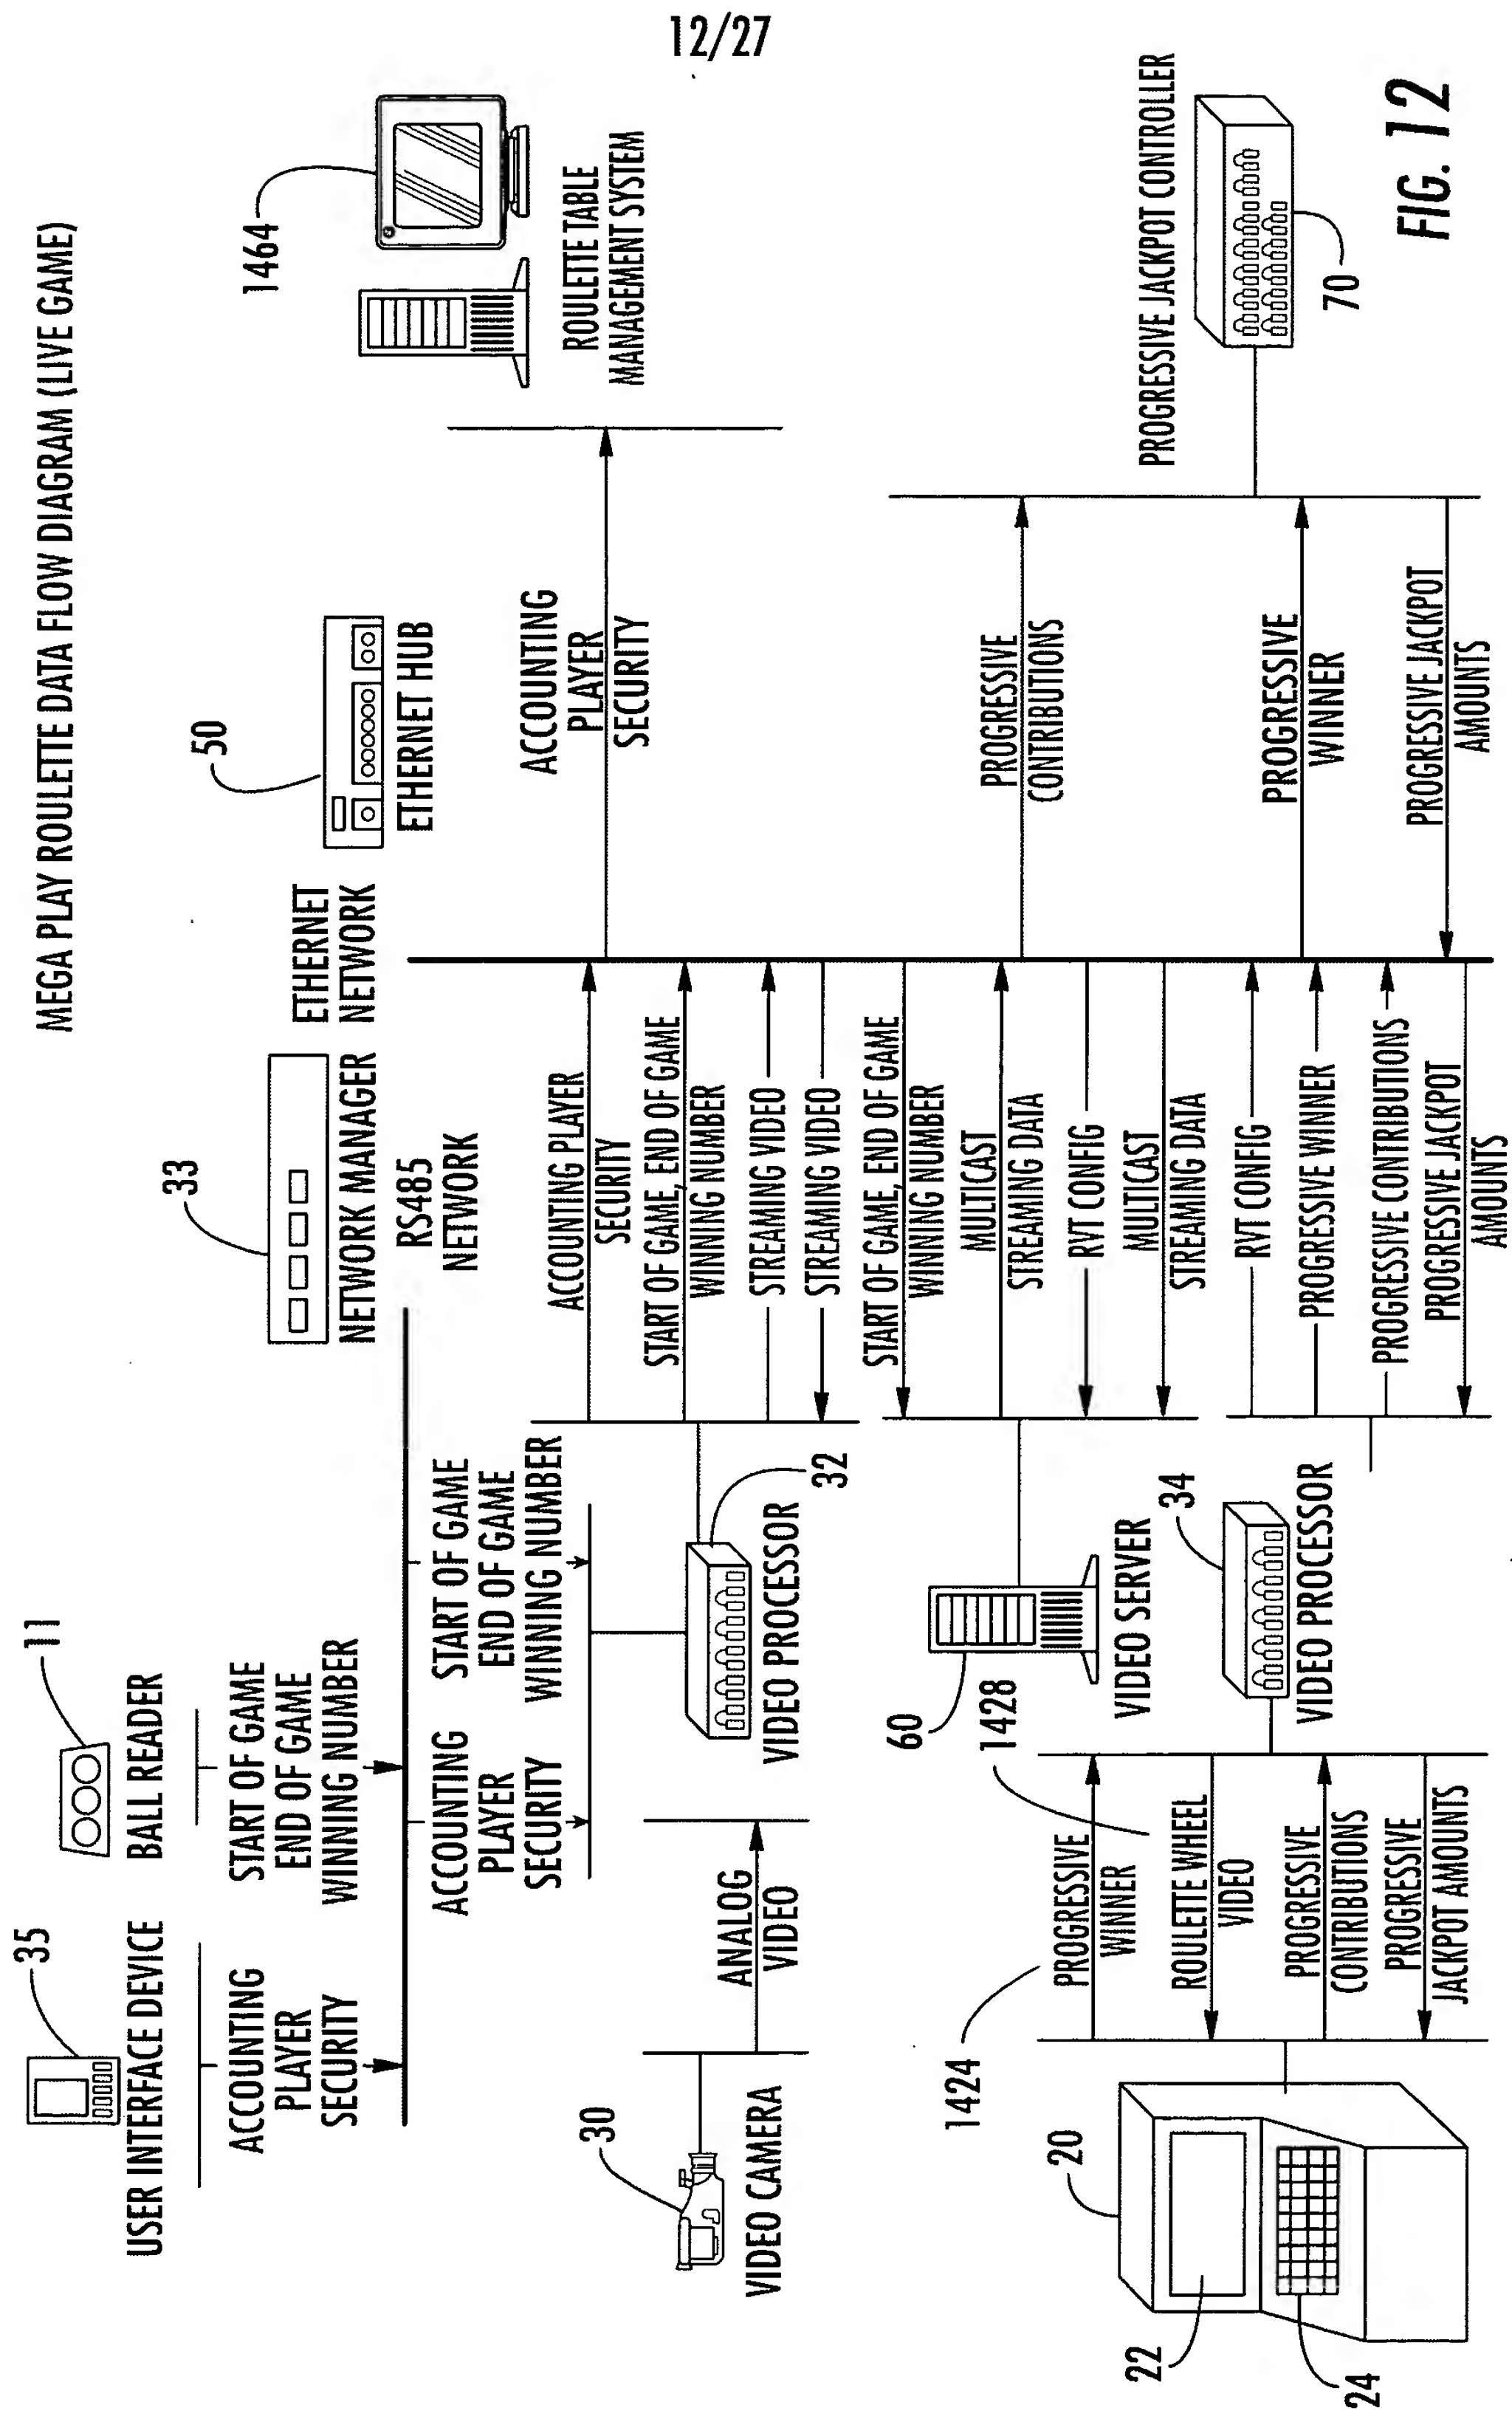 12/27
MEGA PLAY ROULETTE DATA FLOW DIAGRAM (LIVE GAME)
35
USER INTERFACE DEVICE
ACCOUNTING
PLAYER
SECURITY
11
BALL READER
START OF GAME
END OF GAME
WINNING NUMBER
33
NETWORK MANAGER
RS485
NETWORK
ETHERNET
NETWORK
50
ETHERNET HUB
1464
ROULETTE TABLE
MANAGEMENT SYSTEM
ACCOUNTING
PLAYER
SECURITY
START OF GAME
END OF GAME
WINNING NUMBER
30
VIDEO CAMERA
ANALOG
VIDEO
32
VIDEO PROCESSOR
ACCOUNTING PLAYER
SECURITY
START OF GAME, END OF GAME
WINNING NUMBER
STREAMING VIDEO
STREAMING VIDEO
START OF GAME, END OF GAME
WINNING NUMBER
MULTICAST
STREAMING DATA
RVT CONFIG
MULTICAST
STREAMING DATA
RVT CONFIG
PROGRESSIVE WINNER
PROGRESSIVE CONTRIBUTIONS
PROGRESSIVE JACKPOT
AMOUNTS
ACCOUNTING
PLAYER
SECURITY
PROGRESSIVE
CONTRIBUTIONS
PROGRESSIVE
WINNER
PROGRESSIVE JACKPOT
AMOUNTS
PROGRESSIVE JACKPOT CONTROLLER
70
60
VIDEO SERVER
34
VIDEO PROCESSOR
1424
1428
PROGRESSIVE
WINNER
ROULETTE WHEEL
VIDEO
PROGRESSIVE
CONTRIBUTIONS
PROGRESSIVE
JACKPOT AMOUNTS
20
22
24
FIG. 12